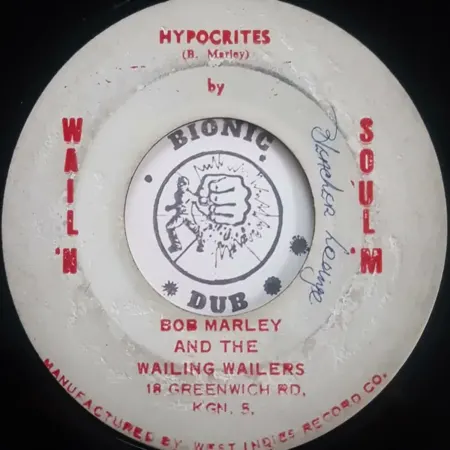 HYPOCRITES
(B. Marley)
by
WAIL'N
SOUL'M
BIONIC
DUB
BOB MARLEY
AND THE
WAILING WAILERS
18 GREENWICH RD,
KGN. 5.
MANUFACTURED BY WEST INDIES RECORD CO.